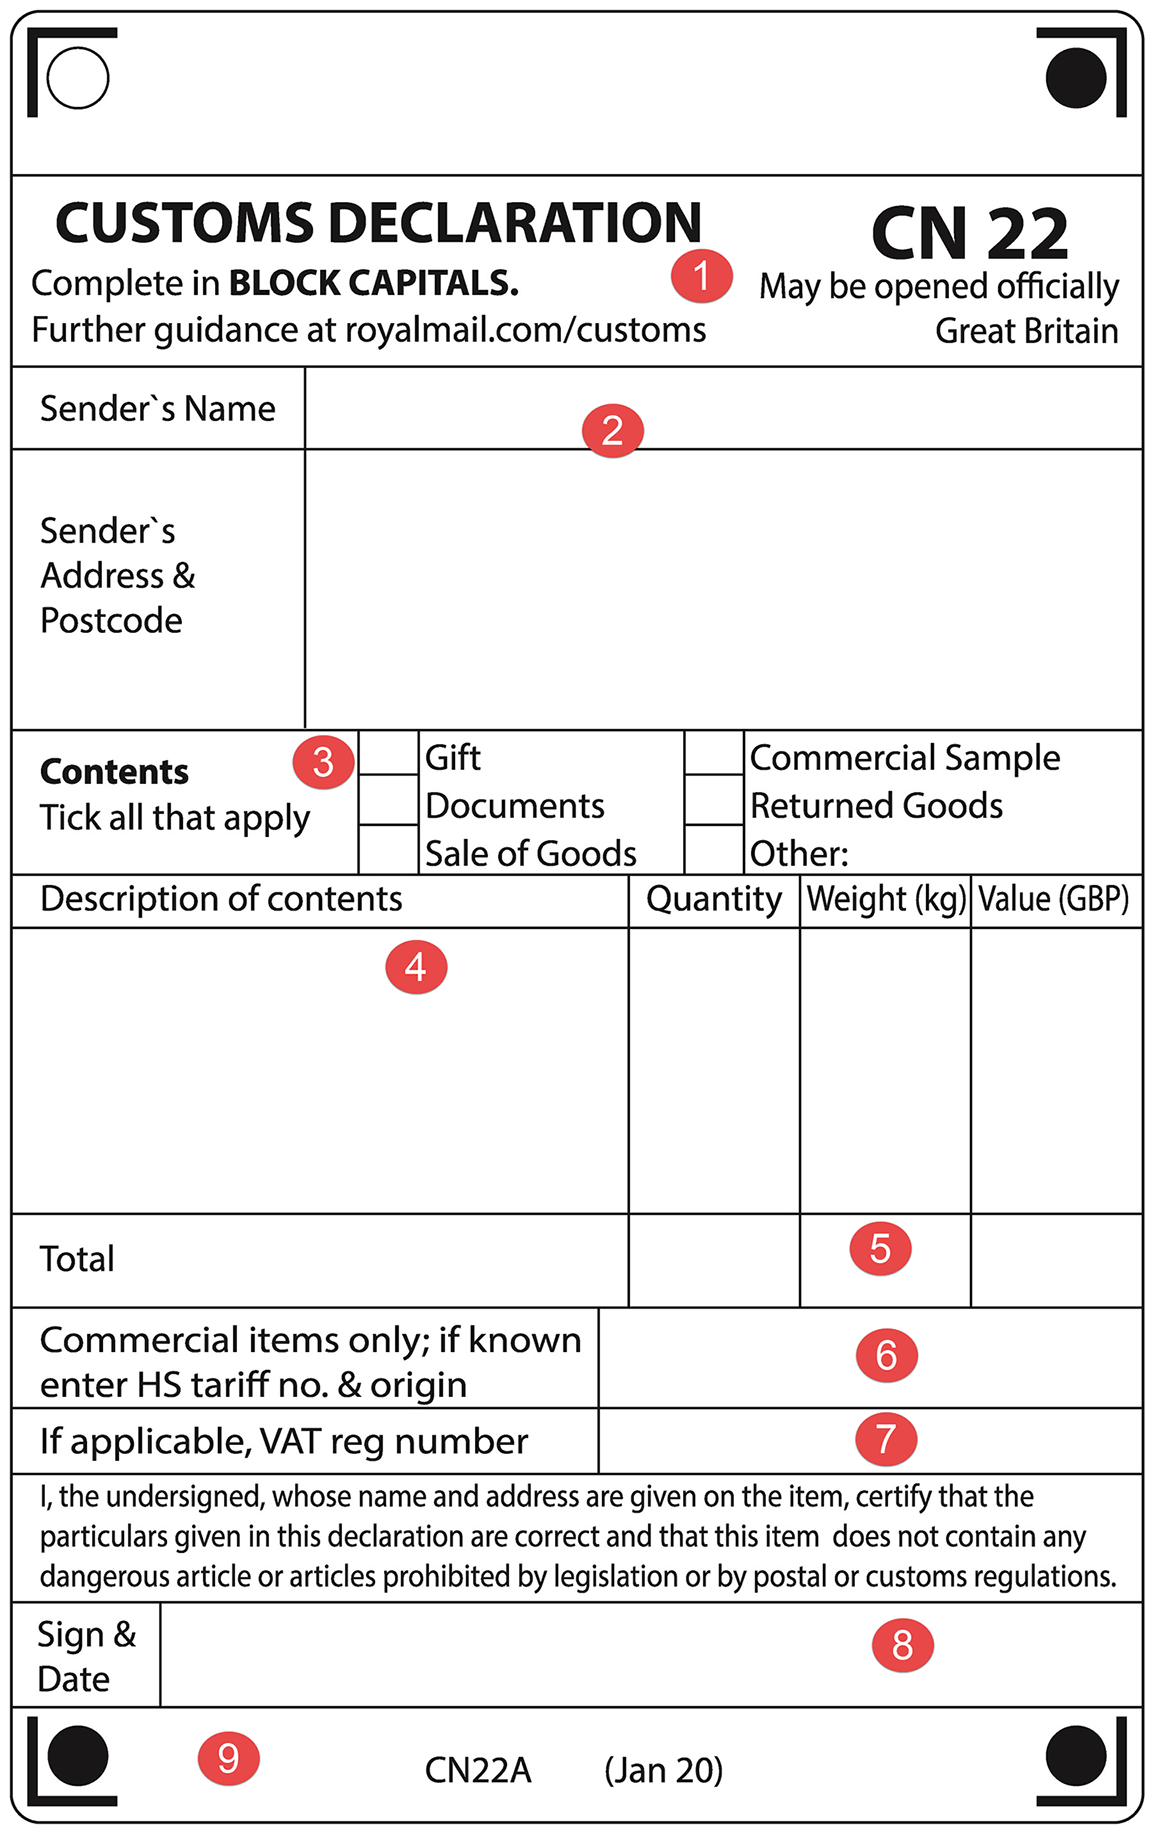 CUSTOMS DECLARATION
CN 22
Complete in BLOCK CAPITALS.
1
May be opened officially
Further guidance at royalmail.com/customs
Great Britain
Sender`s Name
2
Sender`s
Address &
Postcode
Contents
Tick all that apply
3
Gift
Documents
Sale of Goods
Commercial Sample
Returned Goods
Other:
Description of contents
Quantity
Weight (kg)
Value (GBP)
4
Total
5
Commercial items only; if known
enter HS tariff no. & origin
6
If applicable, VAT reg number
7
I, the undersigned, whose name and address are given on the item, certify that the
particulars given in this declaration are correct and that this item does not contain any
dangerous article or articles prohibited by legislation or by postal or customs regulations.
Sign &
Date
8
9
CN22A (Jan 20)